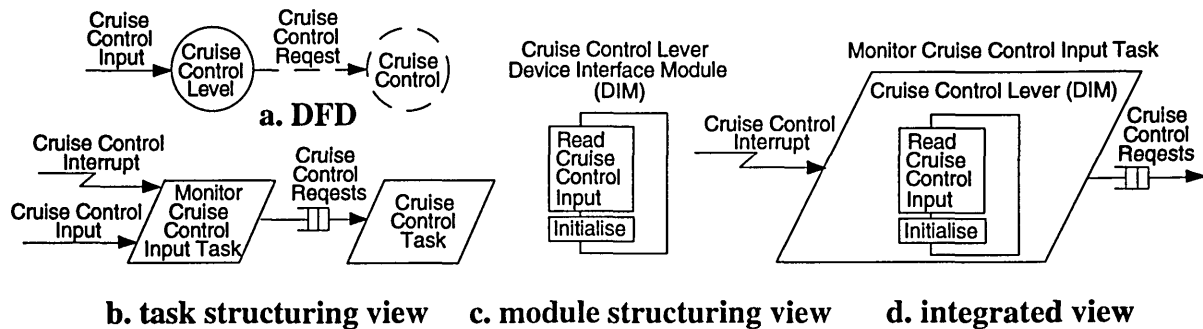 Cruise
Control
Input
Cruise
Control
Level
Cruise
Control
Reqest
Cruise
Control
a. DFD
Cruise Control
Interrupt
Cruise Control
Input
Monitor
Cruise
Control
Input Task
Cruise
Control
Reqests
Cruise
Control
Task
b. task structuring view
Cruise Control Lever
Device Interface Module
(DIM)
Read
Cruise
Control
Input
Initialise
c. module structuring view
Monitor Cruise Control Input Task
Cruise Control Lever (DIM)
Cruise Control
Interrupt
Read
Cruise
Control
Input
Initialise
Cruise
Control
Reqests
d. integrated view